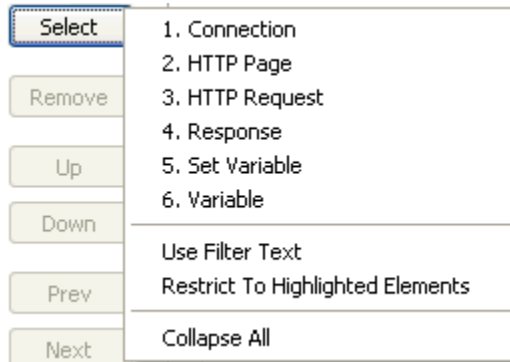 Select
Remove
Up
Down
Prev
Next
1. Connection
2. HTTP Page
3. HTTP Request
4. Response
5. Set Variable
6. Variable
Use Filter Text
Restrict To Highlighted Elements
Collapse All